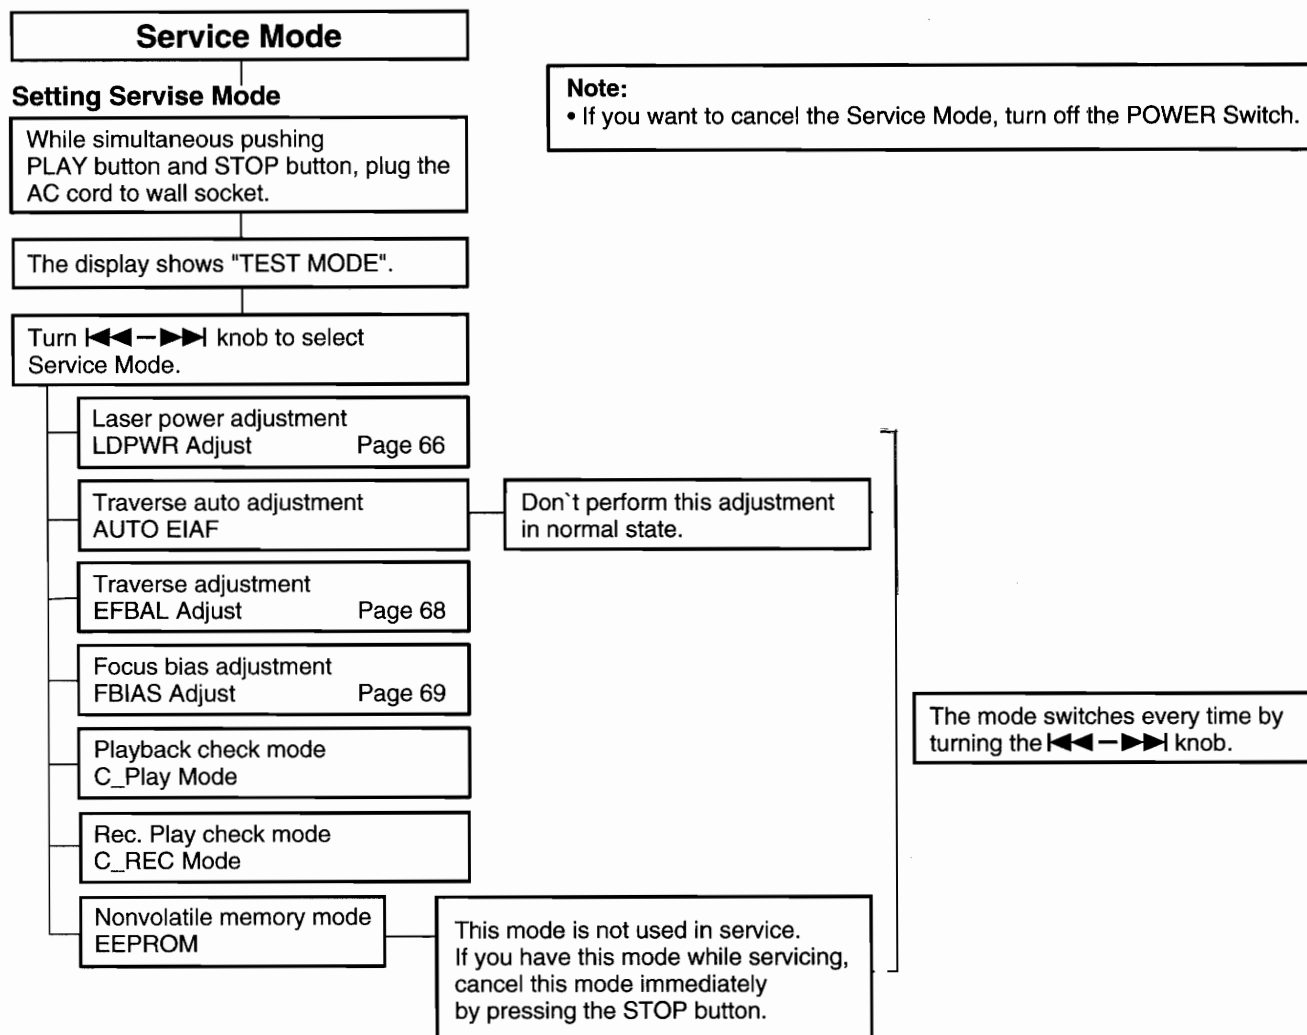 Service Mode
Setting Servise Mode
While simultaneous pushing
PLAY button and STOP button, plug the
AC cord to wall socket.
Note:
• If you want to cancel the Service Mode, turn off the POWER Switch.
The display shows "TEST MODE".
Turn |◀◀ – ▶▶| knob to select
Service Mode.
Laser power adjustment
LDPWR Adjust Page 66
Traverse auto adjustment
AUTO EIAF
Don`t perform this adjustment
in normal state.
Traverse adjustment
EFBAL Adjust Page 68
Focus bias adjustment
FBIAS Adjust Page 69
Playback check mode
C_Play Mode
The mode switches every time by
turning the |◀◀ – ▶▶| knob.
Rec. Play check mode
C_REC Mode
Nonvolatile memory mode
EEPROM
This mode is not used in service.
If you have this mode while servicing,
cancel this mode immediately
by pressing the STOP button.